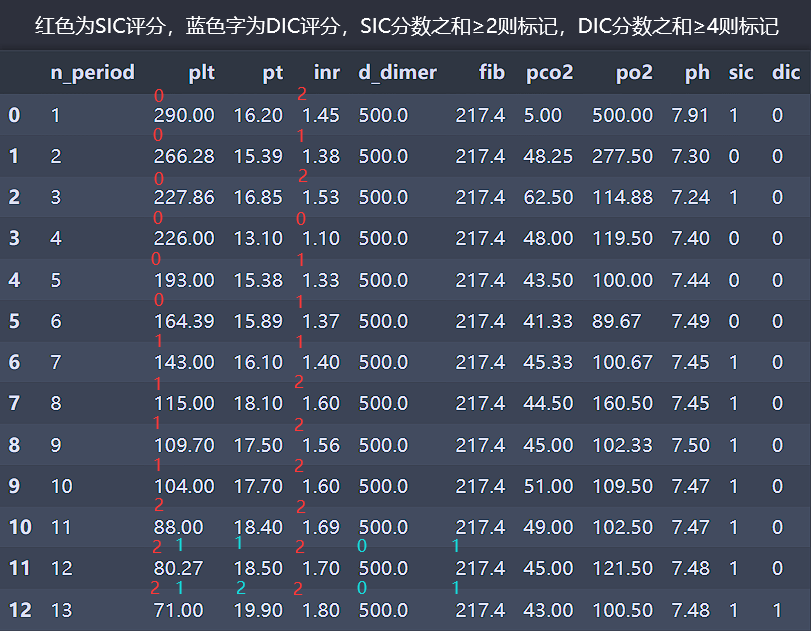 红色为SIC评分，蓝色字为DIC评分，SIC分数之和≥2则标记，DIC分数之和≥4则标记
n_period plt pt inr d_dimer fib pco2 po2 ph sic dic
0 2
0 1 290.00 16.20 1.45 500.0 217.4 5.00 500.00 7.91 1 0
0 1
1 2 266.28 15.39 1.38 500.0 217.4 48.25 277.50 7.30 0 0
0 2
2 3 227.86 16.85 1.53 500.0 217.4 62.50 114.88 7.24 1 0
0 0
3 4 226.00 13.10 1.10 500.0 217.4 48.00 119.50 7.40 0 0
0 1
4 5 193.00 15.38 1.33 500.0 217.4 43.50 100.00 7.44 0 0
0 1
5 6 164.39 15.89 1.37 500.0 217.4 41.33 89.67 7.49 0 0
1 1
6 7 143.00 16.10 1.40 500.0 217.4 45.33 100.67 7.45 1 0
1 2
7 8 115.00 18.10 1.60 500.0 217.4 44.50 160.50 7.45 1 0
1 2
8 9 109.70 17.50 1.56 500.0 217.4 45.00 102.33 7.50 1 0
1 2
9 10 104.00 17.70 1.60 500.0 217.4 51.00 109.50 7.47 1 0
2 2
10 11 88.00 18.40 1.69 500.0 217.4 49.00 102.50 7.47 1 0
2 1 1 2 0 1
11 12 80.27 18.50 1.70 500.0 217.4 45.00 121.50 7.48 1 0
2 1 2 2 0 1
12 13 71.00 19.90 1.80 500.0 217.4 43.00 100.50 7.48 1 1